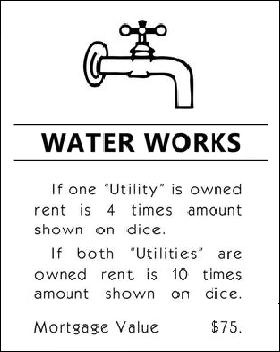 WATER WORKS
If one "Utility" is owned
rent is 4 times amount
shown on dice.
If both "Utilities" are
owned rent is 10 times
amount shown on dice.
Mortgage Value $75.